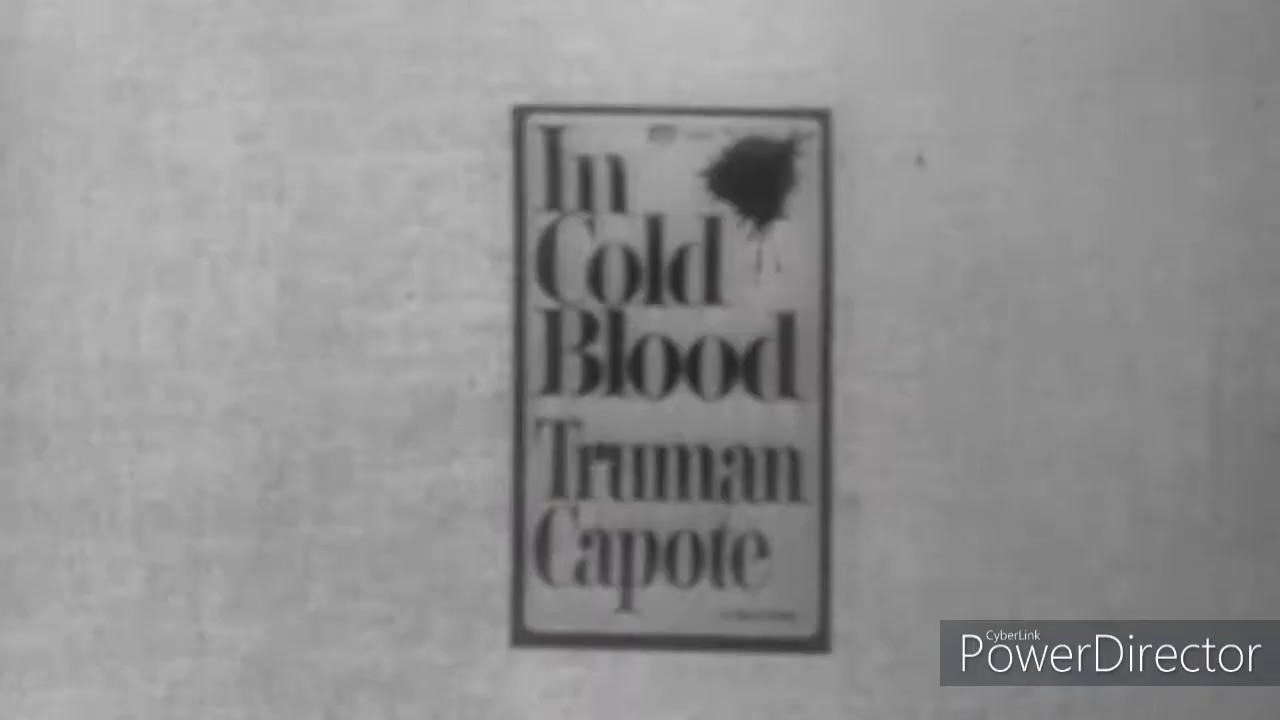 In
Cold
Blood
Truman
Capote
CyberLink
PowerDirector